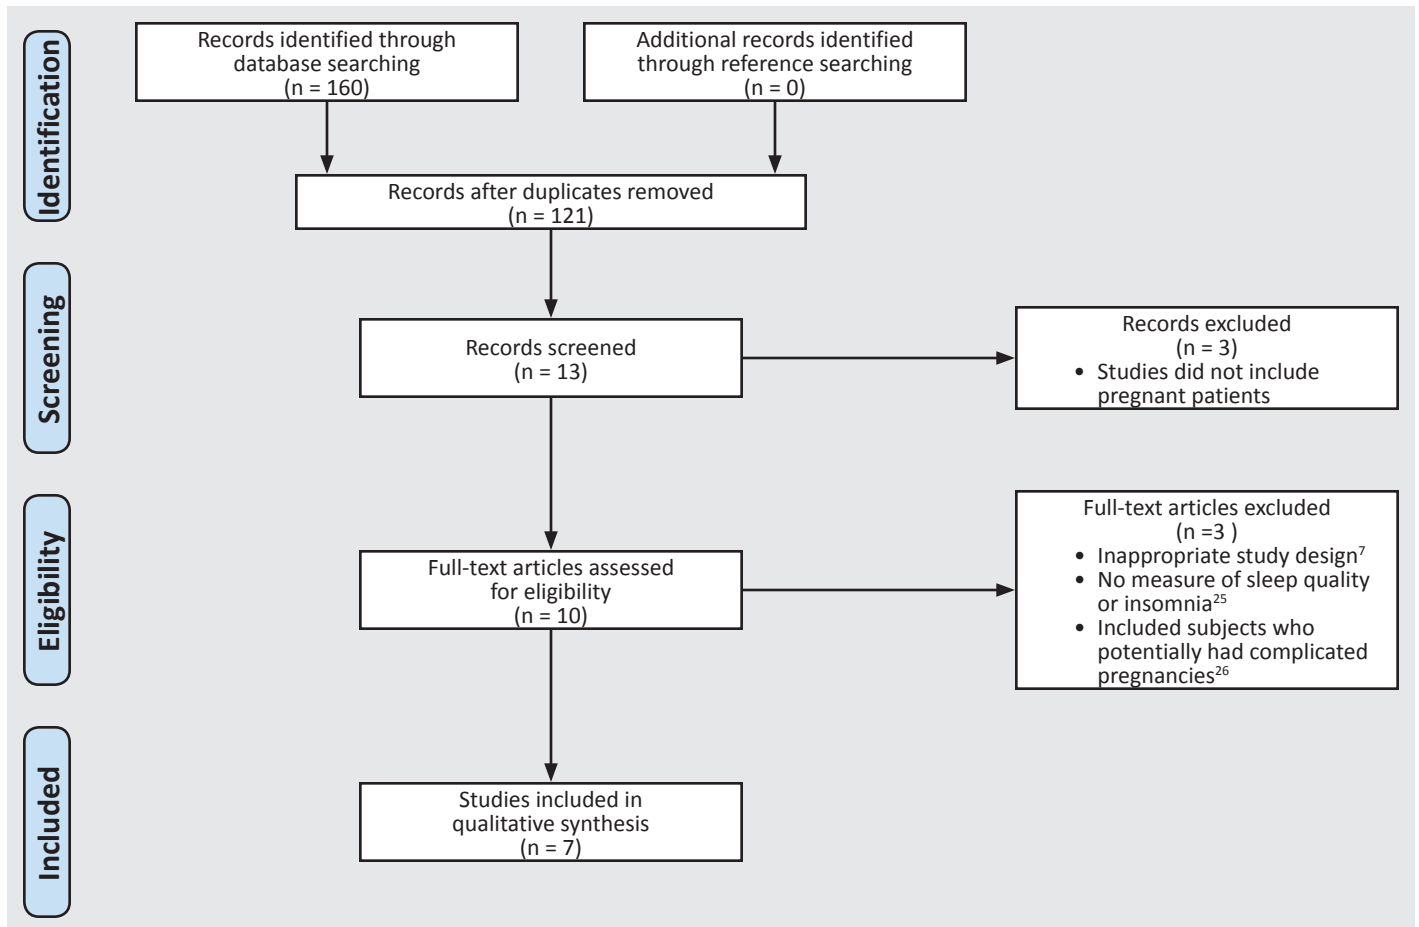 Identification
Records identified through
database searching
(n = 160)
Additional records identified
through reference searching
(n = 0)
Records after duplicates removed
(n = 121)
Screening
Records screened
(n = 13)
Records excluded
(n = 3)
• Studies did not include
pregnant patients
Eligibility
Full-text articles assessed
for eligibility
(n = 10)
Full-text articles excluded
(n =3 )
• Inappropriate study design⁷
• No measure of sleep quality
or insomnia²⁵
• Included subjects who
potentially had complicated
pregnancies²⁶
Included
Studies included in
qualitative synthesis
(n = 7)